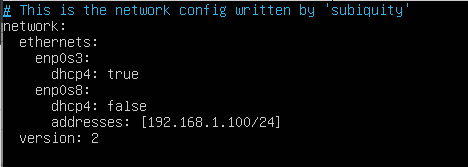 # This is the network config written by 'subiquity'
network:
  ethernets:
    enp0s3:
      dhcp4: true
    enp0s8:
      dhcp4: false
      addresses: [192.168.1.100/24]
  version: 2